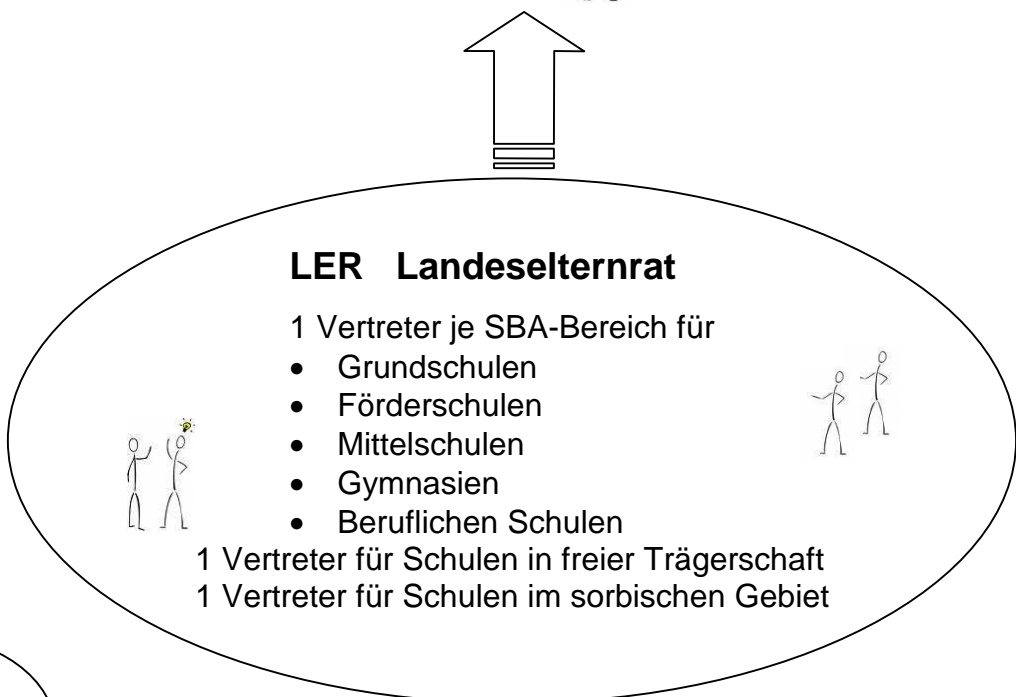 LER Landeselternrat
1 Vertreter je SBA-Bereich für
• Grundschulen
• Förderschulen
• Mittelschulen
• Gymnasien
• Beruflichen Schulen
1 Vertreter für Schulen in freier Trägerschaft
1 Vertreter für Schulen im sorbischen Gebiet